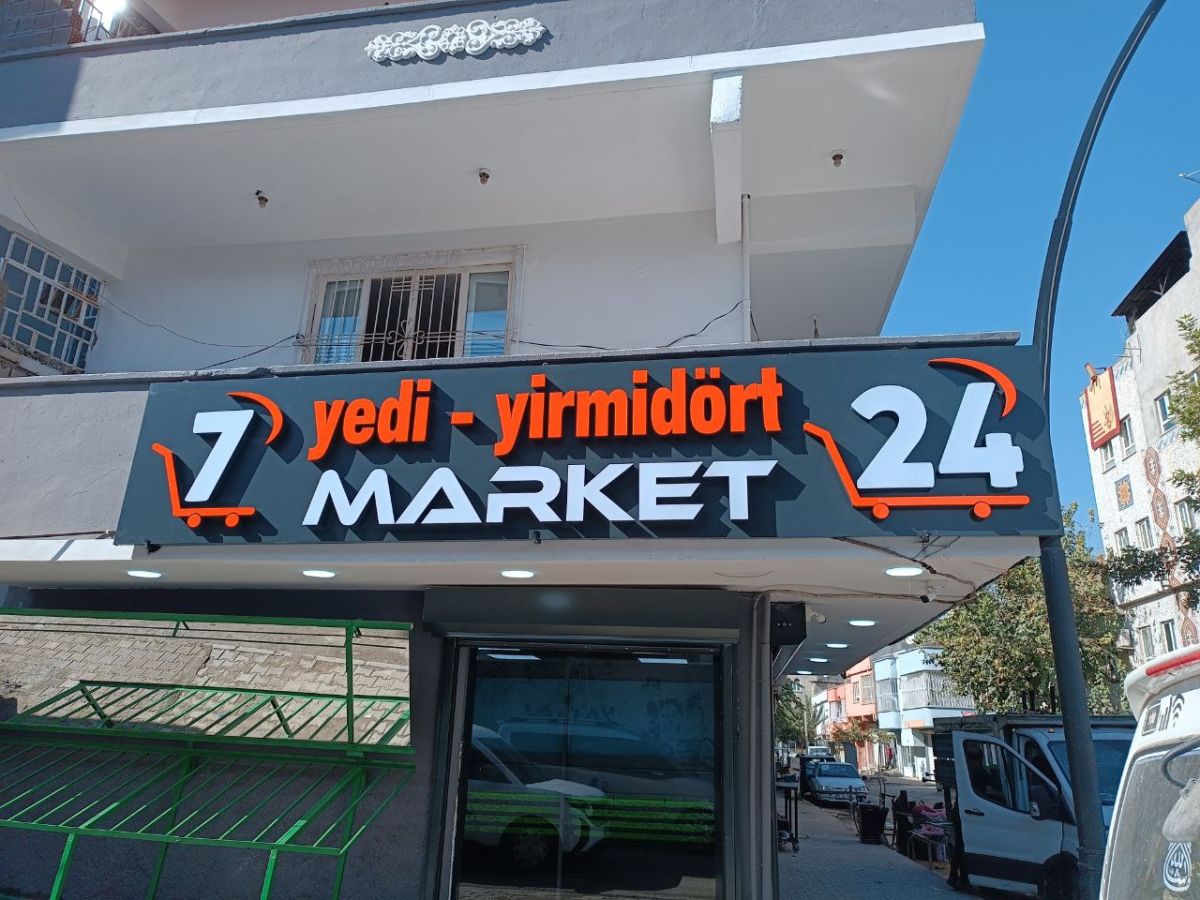 7 yedi - yirmidört 24
MARKET